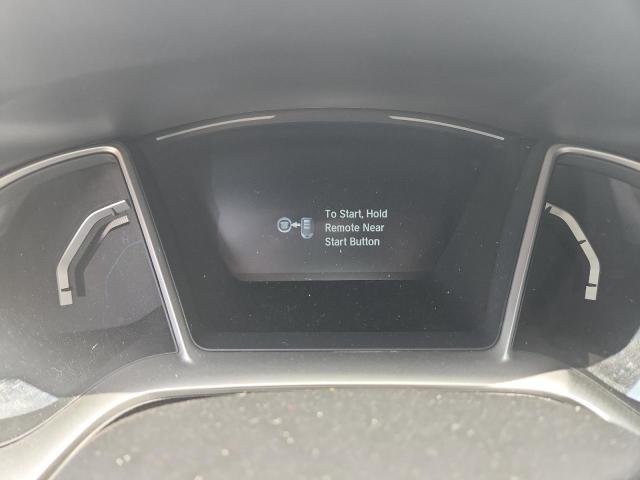 To Start, Hold
Remote Near
Start Button